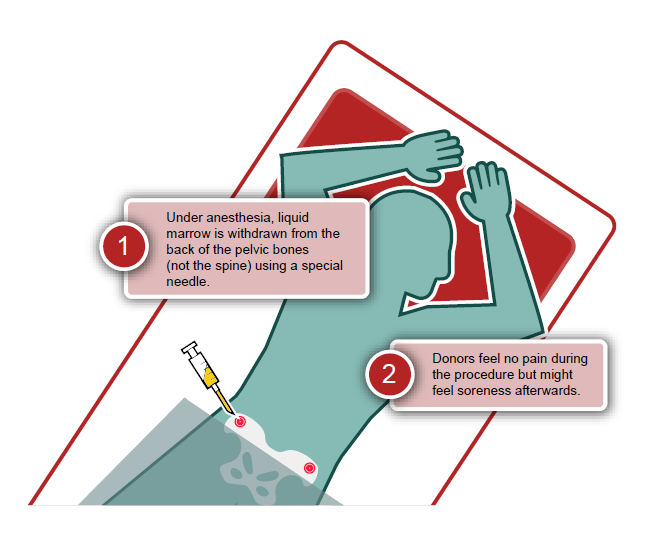 1
Under anesthesia, liquid
marrow is withdrawn from the
back of the pelvic bones
(not the spine) using a special
needle.
2
Donors feel no pain during
the procedure but might
feel soreness afterwards.